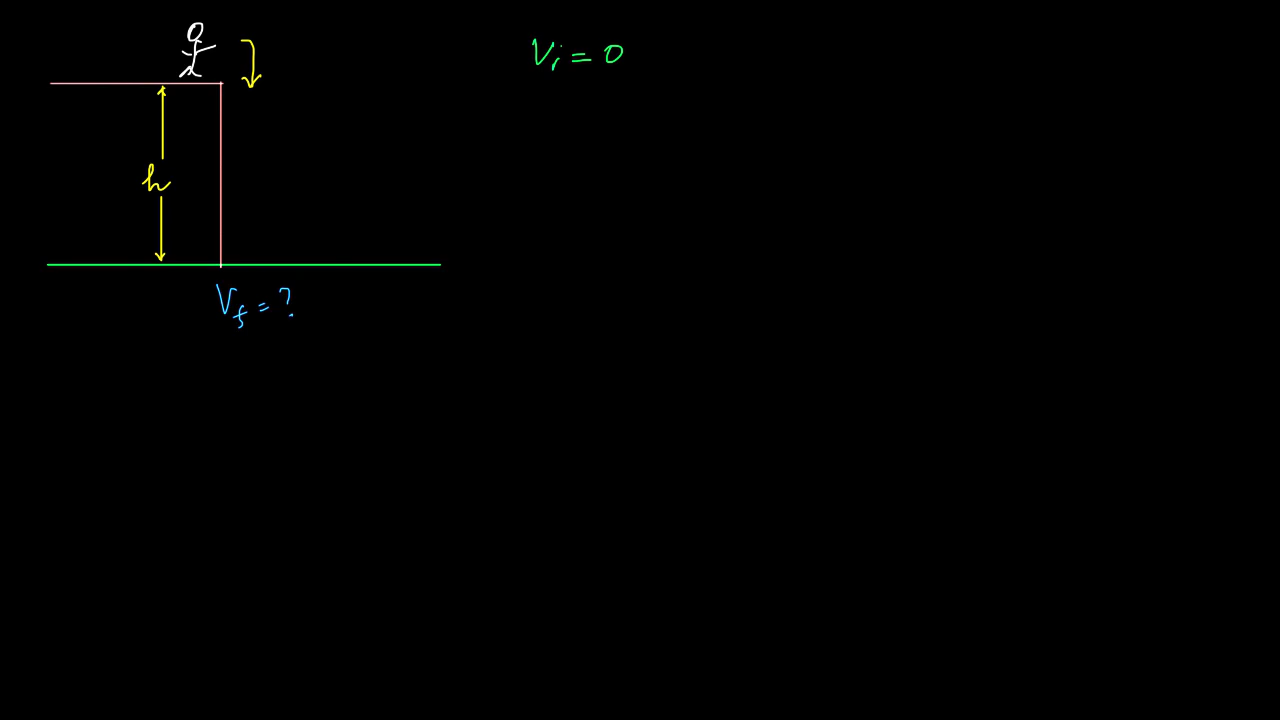 Vi = 0
h
Vf = ?